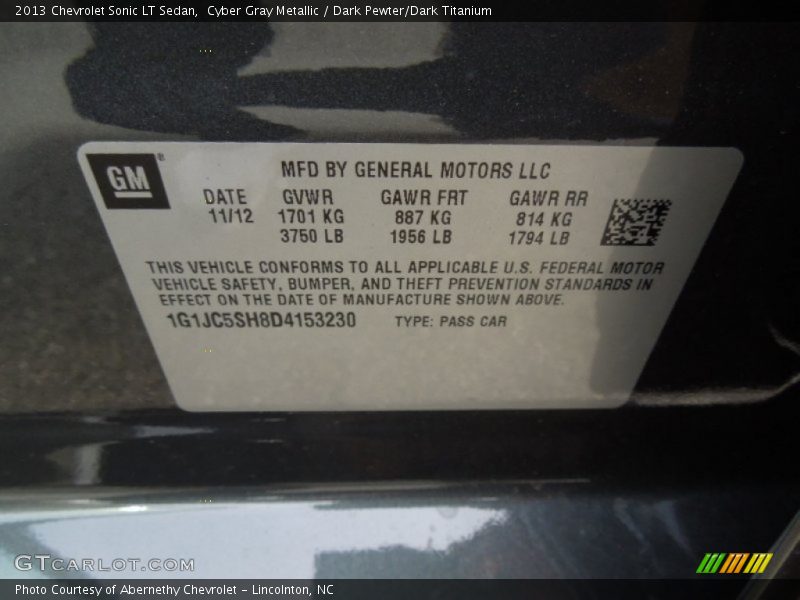 2013 Chevrolet Sonic LT Sedan,  Cyber Gray Metallic / Dark Pewter/Dark Titanium
GM®
MFD BY GENERAL MOTORS LLC
DATE GVWR GAWR FRT GAWR RR
11/12 1701 KG 887 KG 814 KG
3750 LB 1956 LB 1794 LB
THIS VEHICLE CONFORMS TO ALL APPLICABLE U.S. FEDERAL MOTOR
VEHICLE SAFETY, BUMPER, AND THEFT PREVENTION STANDARDS IN
EFFECT ON THE DATE OF MANUFACTURE SHOWN ABOVE.
1G1JC5SH8D4153230 TYPE: PASS CAR
GTCARLOT.COM
Photo Courtesy of Abernethy Chevrolet – Lincolnton, NC